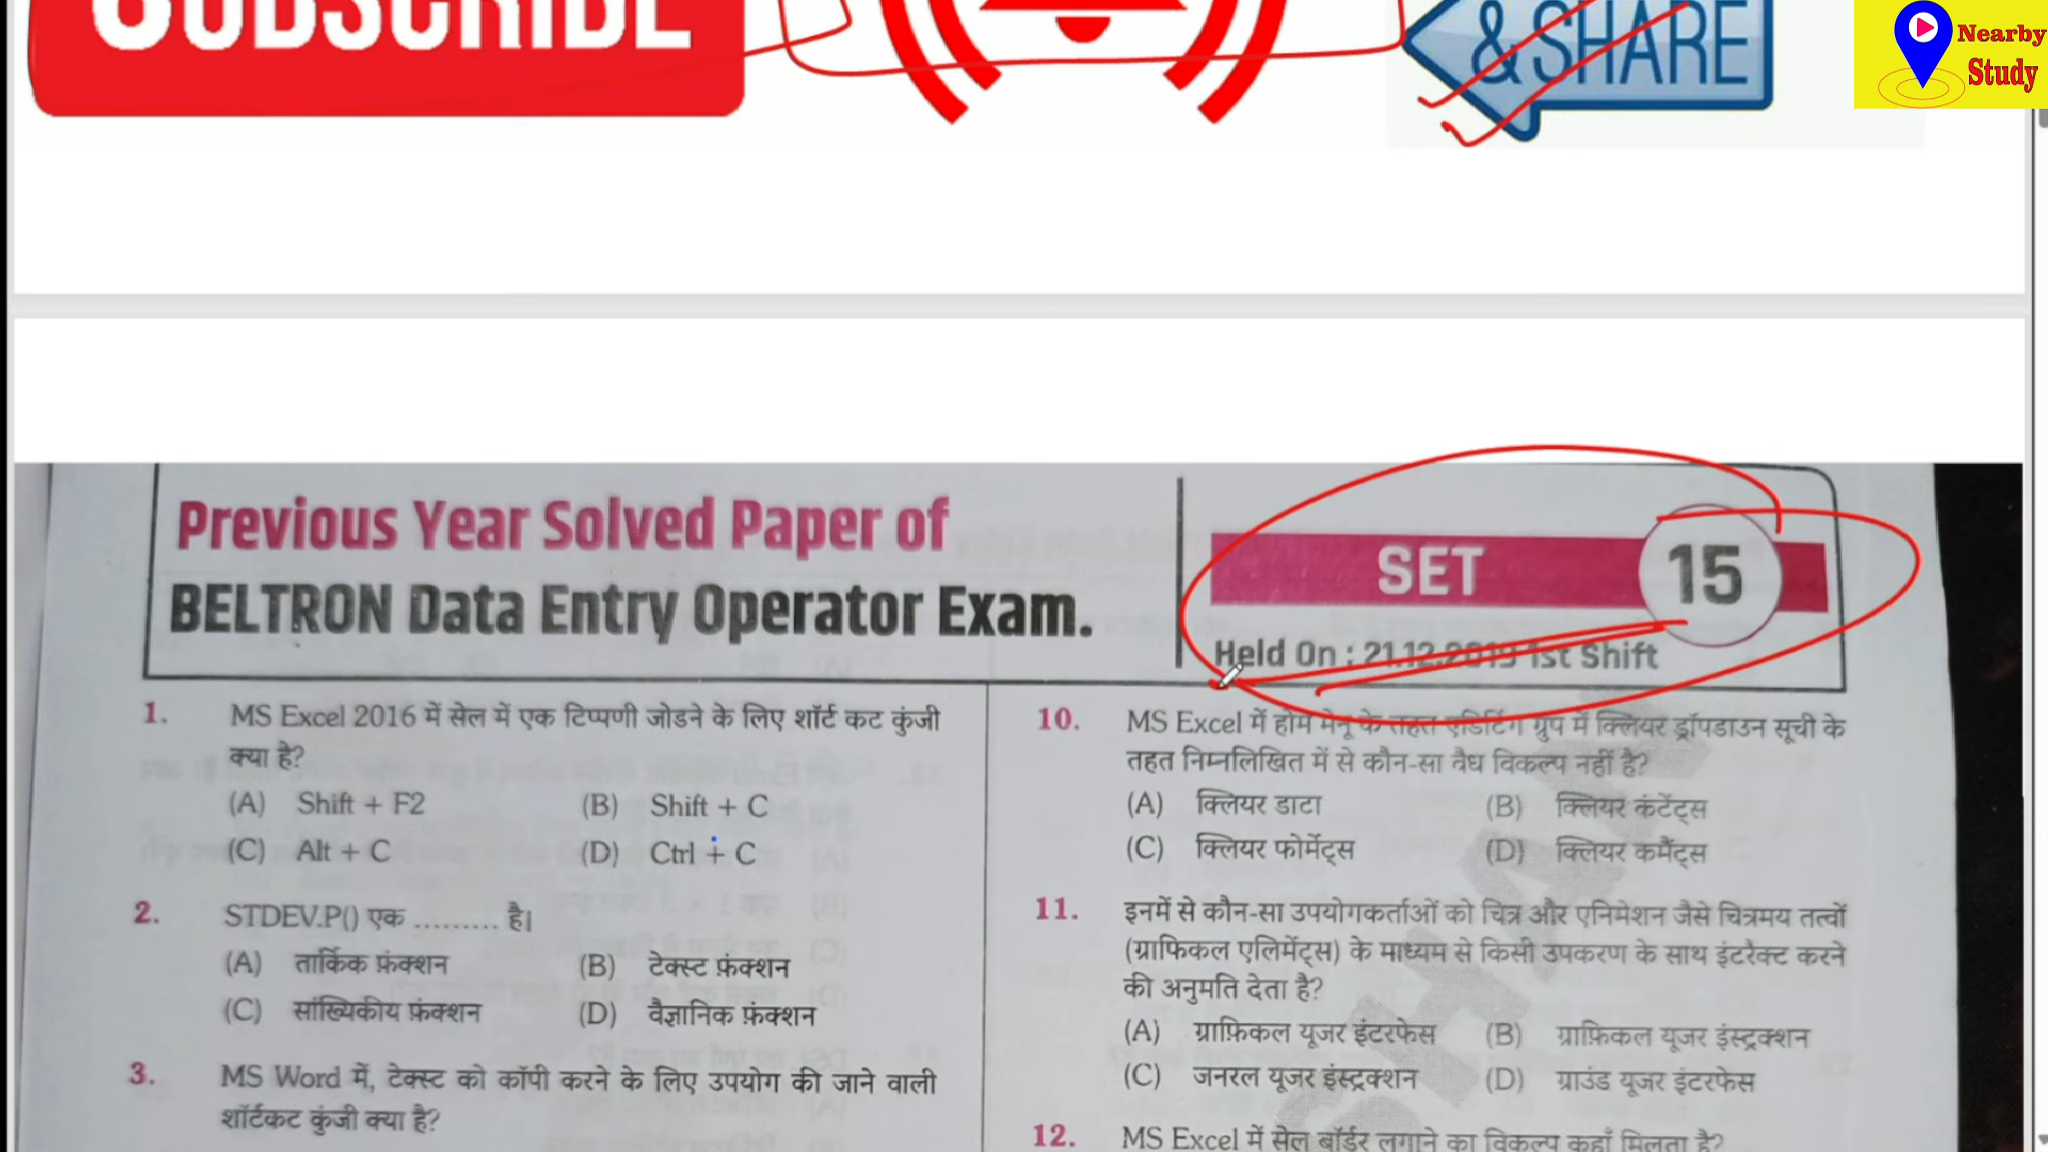 SUBSCRIBE
& SHARE
Nearby
Study
Previous Year Solved Paper of
BELTRON Data Entry Operator Exam.
SET 15
Held On : 21.12.2019 1st Shift
1. MS Excel 2016 में सेल में एक टिप्पणी जोडने के लिए शॉर्ट कट कुंजी
क्या है?
(A) Shift + F2 (B) Shift + C
(C) Alt + C (D) Ctrl + C
2. STDEV.P() एक ......... है।
(A) तार्किक फ़ंक्शन (B) टेक्स्ट फ़ंक्शन
(C) सांख्यिकीय फ़ंक्शन (D) वैज्ञानिक फ़ंक्शन
3. MS Word में, टेक्स्ट को कॉपी करने के लिए उपयोग की जाने वाली
शॉर्टकट कुंजी क्या है?
10. MS Excel में होम मेनू के तहत एडिटिंग ग्रुप में क्लियर ड्रॉपडाउन सूची के
तहत निम्नलिखित में से कौन-सा वैध विकल्प नहीं है?
(A) क्लियर डाटा (B) क्लियर कंटेंट्स
(C) क्लियर फोर्मेट्स (D) क्लियर कमैंट्स
11. इनमें से कौन-सा उपयोगकर्ताओं को चित्र और एनिमेशन जैसे चित्रमय तत्वों
(ग्राफिकल एलिमेंट्स) के माध्यम से किसी उपकरण के साथ इंटरैक्ट करने
की अनुमति देता है?
(A) ग्राफ़िकल यूजर इंटरफेस (B) ग्राफ़िकल यूजर इंस्ट्रक्शन
(C) जनरल यूजर इंस्ट्रक्शन (D) ग्राउंड यूजर इंटरफेस
12. MS Excel में सेल बॉर्डर लगाने का विकल्प कहाँ मिलता है?